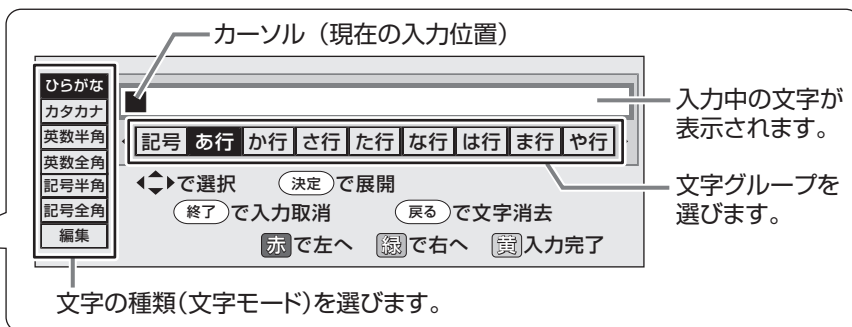 カーソル（現在の入力位置）
ひらがな
カタカナ
英数半角
英数全角
記号半角
記号全角
編集
入力中の文字が
表示されます。
記号 あ行 か行 さ行 た行 な行 は行 ま行 や行
で選択 決定で展開
終了で入力取消 戻るで文字消去
赤で左へ 緑で右へ 黄入力完了
文字グループを
選びます。
文字の種類（文字モード）を選びます。